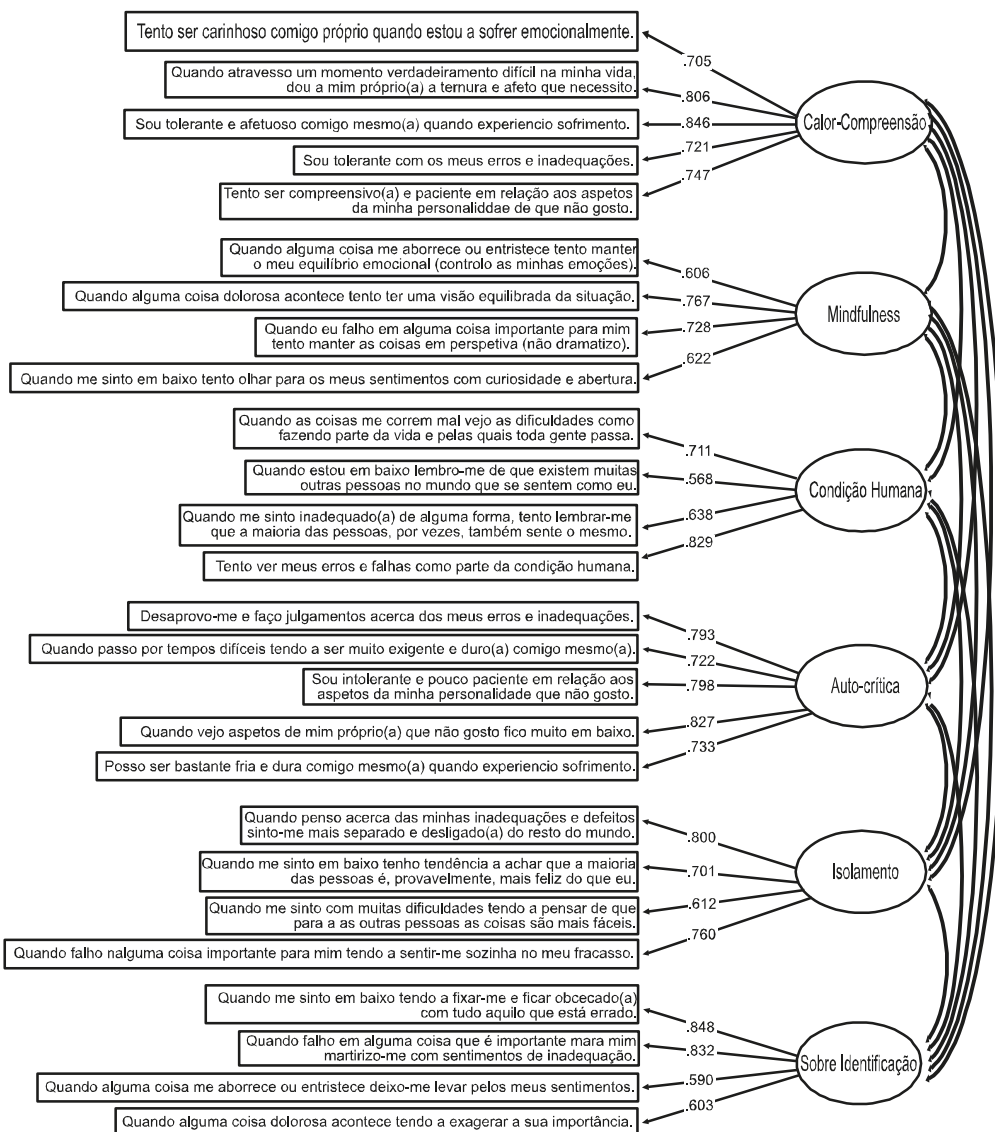 Tento ser carinhoso comigo próprio quando estou a sofrer emocionalmente.
.705
Quando atravesso um momento verdadeiramento difícil na minha vida,
dou a mim próprio(a) a ternura e afeto que necessito.
.806
Sou tolerante e afetuoso comigo mesmo(a) quando experiencio sofrimento.
.846
Calor-Compreensão
Sou tolerante com os meus erros e inadequações.
.721
Tento ser compreensivo(a) e paciente em relação aos aspetos
da minha personaliddae de que não gosto.
.747
Quando alguma coisa me aborrece ou entristece tento manter
o meu equilíbrio emocional (controlo as minhas emoções).
.606
Quando alguma coisa dolorosa acontece tento ter uma visão equilibrada da situação.
.767
Mindfulness
Quando eu falho em alguma coisa importante para mim
tento manter as coisas em perspetiva (não dramatizo).
.728
Quando me sinto em baixo tento olhar para os meus sentimentos com curiosidade e abertura.
.622
Quando as coisas me correm mal vejo as dificuldades como
fazendo parte da vida e pelas quais toda gente passa.
.711
Quando estou em baixo lembro-me de que existem muitas
outras pessoas no mundo que se sentem como eu.
.568
Condição Humana
Quando me sinto inadequado(a) de alguma forma, tento lembrar-me
que a maioria das pessoas, por vezes, também sente o mesmo.
.638
Tento ver meus erros e falhas como parte da condição humana.
.829
Desaprovo-me e faço julgamentos acerca dos meus erros e inadequações.
.793
Quando passo por tempos difíceis tendo a ser muito exigente e duro(a) comigo mesmo(a).
.722
Sou intolerante e pouco paciente em relação aos
aspetos da minha personalidade que não gosto.
.798
Auto-crítica
Quando vejo aspetos de mim próprio(a) que não gosto fico muito em baixo.
.827
Posso ser bastante fria e dura comigo mesmo(a) quando experiencio sofrimento.
.733
Quando penso acerca das minhas inadequações e defeitos
sinto-me mais separado e desligado(a) do resto do mundo.
.800
Quando me sinto em baixo tenho tendência a achar que a maioria
das pessoas é, provavelmente, mais feliz do que eu.
.701
Isolamento
Quando me sinto com muitas dificuldades tendo a pensar de que
para a as outras pessoas as coisas são mais fáceis.
.612
Quando falho nalguma coisa importante para mim tendo a sentir-me sozinha no meu fracasso.
.760
Quando me sinto em baixo tendo a fixar-me e ficar obcecado(a)
com tudo aquilo que está errado.
.848
Quando falho em alguma coisa que é importante mara mim
martirizo-me com sentimentos de inadequação.
.832
Sobre Identificação
Quando alguma coisa me aborrece ou entristece deixo-me levar pelos meus sentimentos.
.590
Quando alguma coisa dolorosa acontece tendo a exagerar a sua importância.
.603